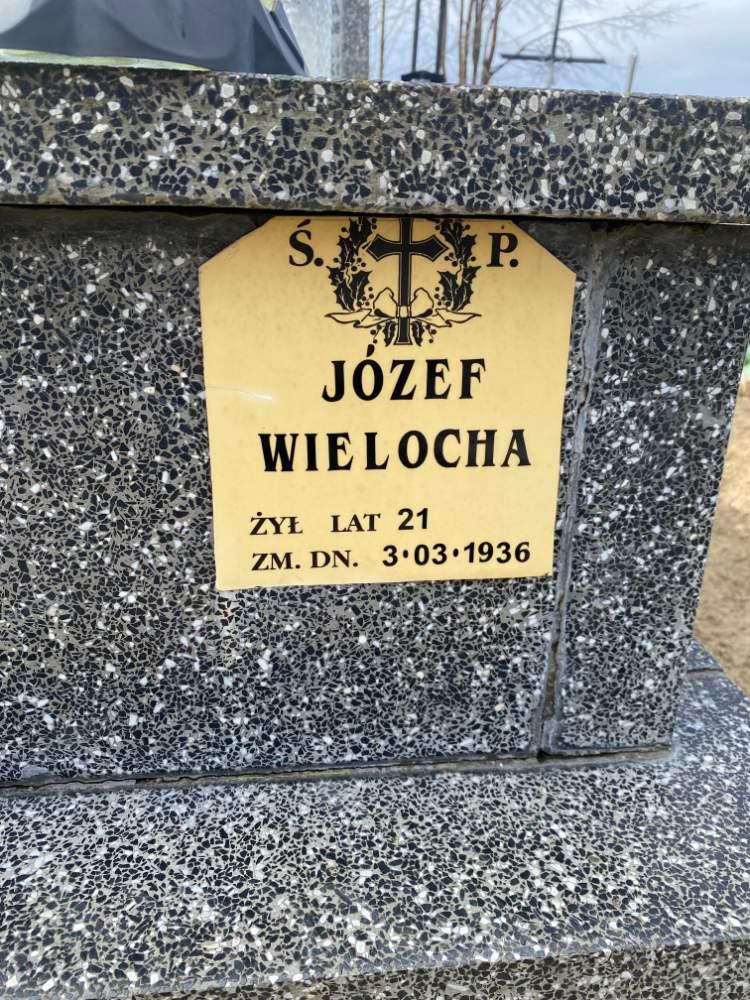 Ś. P.
JÓZEF
WIELOCHA
ŻYŁ LAT 21
ZM. DN. 3•03•1936